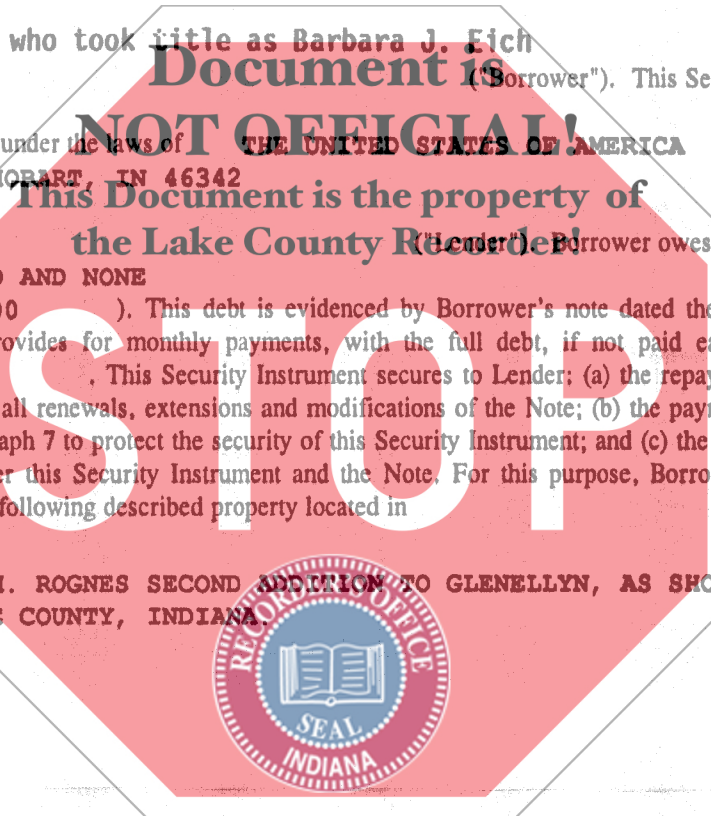 who took title as Barbara J. Eich
Document is
("Borrower"). This Se
NOT OFFICIAL!
under the laws of THE UNITED STATES OF AMERICA
HOBART, IN 46342
This Document is the property of
the Lake County Recorder!
("Lender"). Borrower owes
AND NONE
00 ). This debt is evidenced by Borrower's note dated the
rovides for monthly payments, with the full debt, if not paid ea
. This Security Instrument secures to Lender: (a) the repay
all renewals, extensions and modifications of the Note; (b) the payr
aph 7 to protect the security of this Security Instrument; and (c) the
er this Security Instrument and the Note. For this purpose, Borro
following described property located in
STOP
. ROGNES SECOND ADDITION TO GLENELLYN, AS SHO
COUNTY, INDIANA.
RECORDER'S OFFICE
SEAL
INDIANA